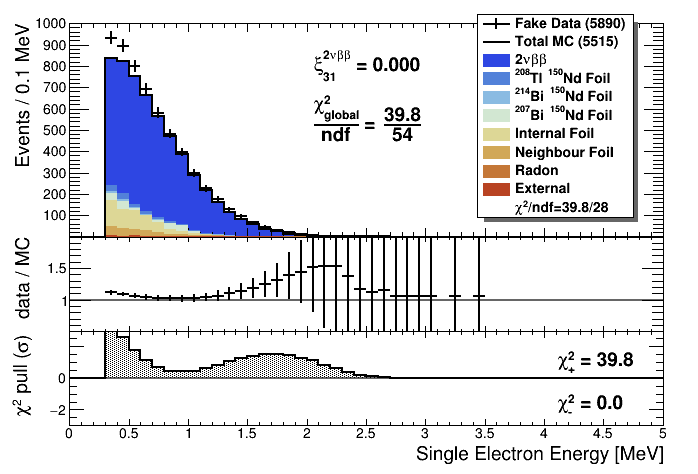 Events / 0.1 MeV
1000
900
800
700
600
500
400
300
200
100
ξ₃₁²ᵛᵝᵝ = 0.000
χ²global / ndf = 39.8 / 54
Fake Data (5890)
Total MC (5515)
2νββ
²⁰⁸Tl ¹⁵⁰Nd Foil
²¹⁴Bi ¹⁵⁰Nd Foil
²⁰⁷Bi ¹⁵⁰Nd Foil
Internal Foil
Neighbour Foil
Radon
External
χ²/ndf=39.8/28
data / MC
1.5
1
χ² pull (σ)
0
−2
χ²₊ = 39.8
χ²₋ = 0.0
0 0.5 1 1.5 2 2.5 3 3.5 4 4.5 5
Single Electron Energy [MeV]